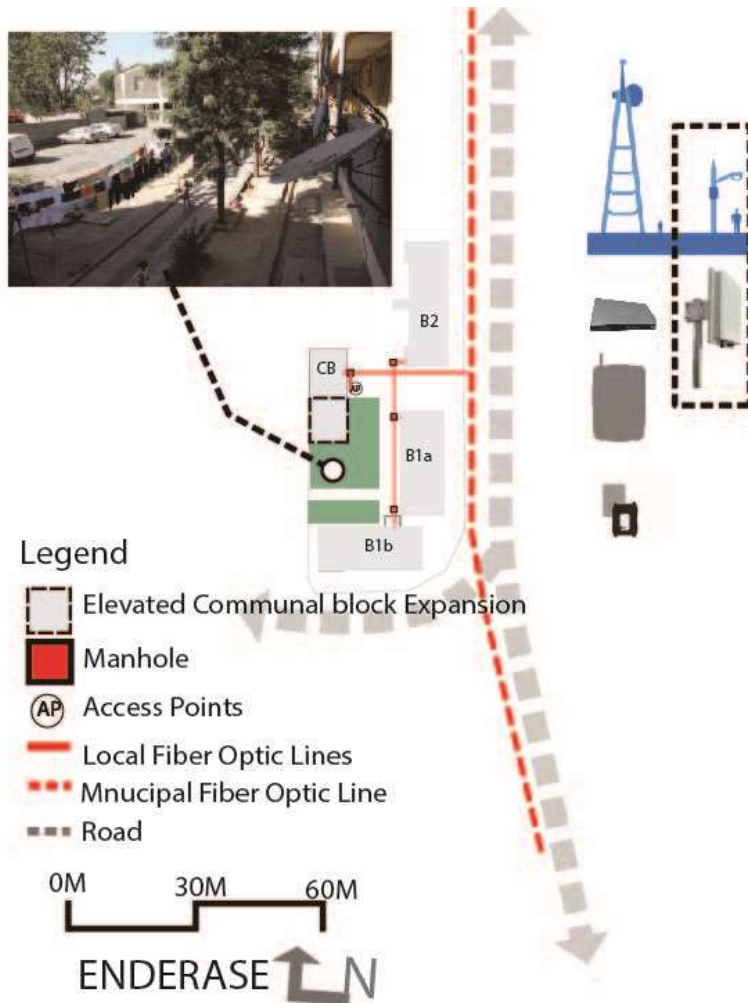 B2
CB
AP
B1a
B1b
Legend
Elevated Communal block Expansion
Manhole
AP Access Points
Local Fiber Optic Lines
Mnucipal Fiber Optic Line
Road
0M 30M 60M
ENDERASE N